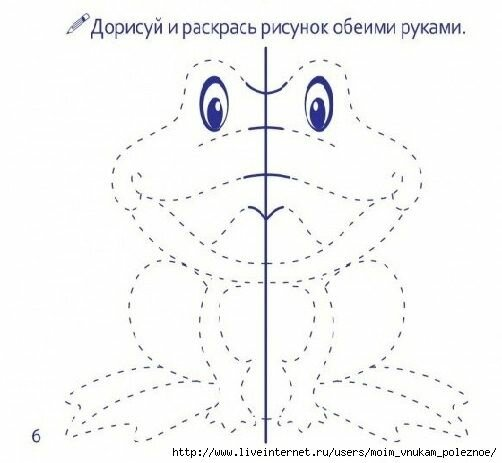 Дорисуй и раскрась рисунок обеими руками.
6
http://www.liveinternet.ru/users/moim_vnukam_poleznoe/